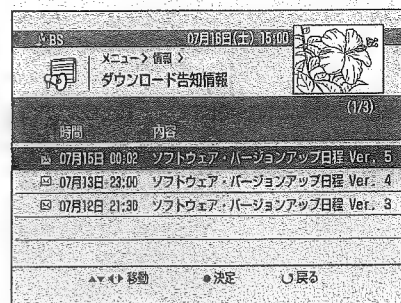 BS 07月16日(土) 15:00
メニュー> 情報 >
ダウンロード告知情報
(1/3)
時間 内容
07月15日 00:02 ソフトウェア・バージョンアップ日程 Ver. 5
07月13日 23:00 ソフトウェア・バージョンアップ日程 Ver. 4
07月12日 21:30 ソフトウェア・バージョンアップ日程 Ver. 3
▲▼◀▶ 移動 ●決定 ↺戻る